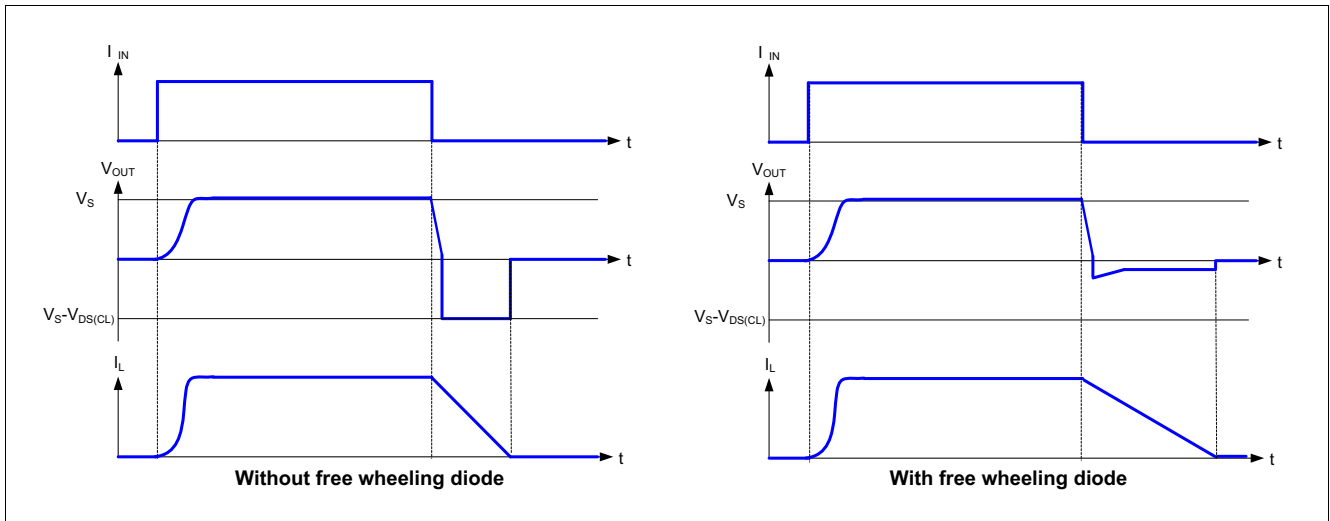 I IN
t
VOUT
VS
t
VS-VDS(CL)
IL
t
Without free wheeling diode
I IN
t
VOUT
VS
t
VS-VDS(CL)
IL
t
With free wheeling diode